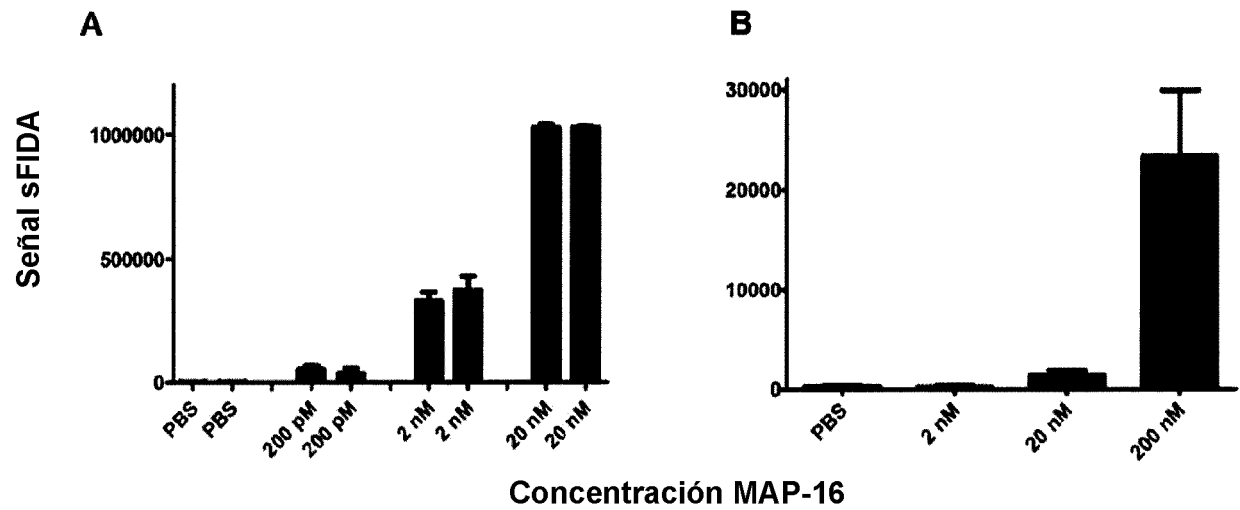 A
B
Señal sFIDA
1000000
500000
0
PBS
PBS
200 pM
200 pM
2 nM
2 nM
20 nM
20 nM
30000
20000
10000
0
PBS
2 nM
20 nM
200 nM
Concentración MAP-16